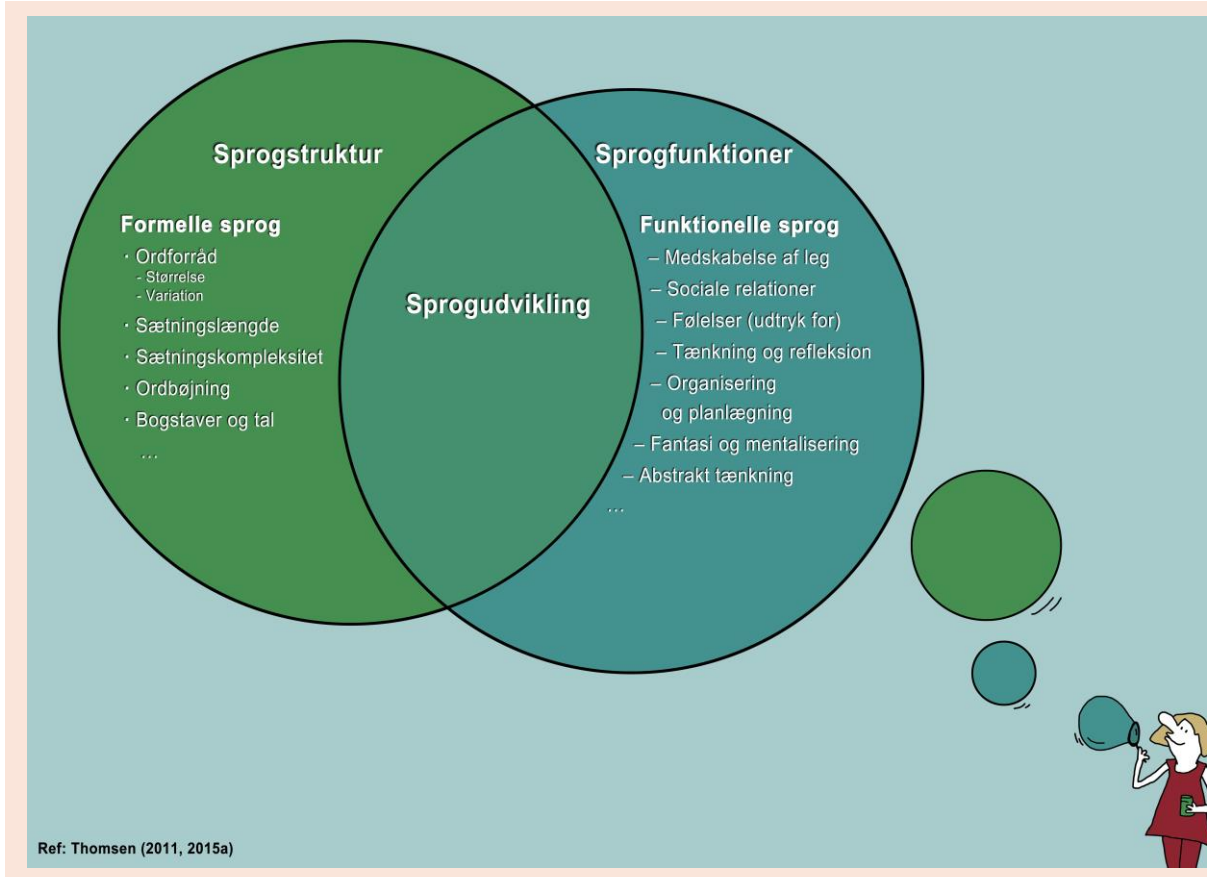 Sprogstruktur
Formelle sprog
· Ordforråd
- Størrelse
- Variation
· Sætningslængde
· Sætningskompleksitet
· Ordbøjning
· Bogstaver og tal
...
Sprogudvikling
Sprogfunktioner
Funktionelle sprog
– Medskabelse af leg
– Sociale relationer
– Følelser (udtryk for)
– Tænkning og refleksion
– Organisering
og planlægning
– Fantasi og mentalisering
– Abstrakt tænkning
...
Ref: Thomsen (2011, 2015a)